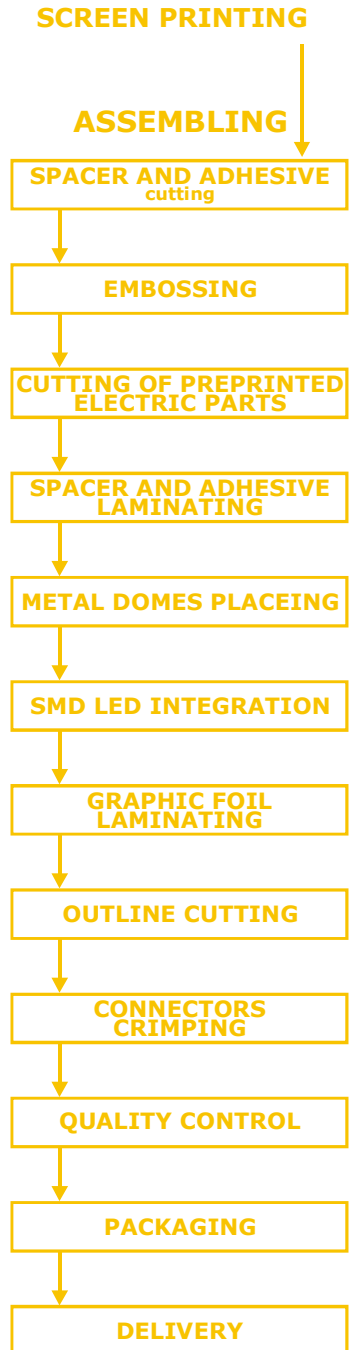 SCREEN PRINTING
ASSEMBLING
SPACER AND ADHESIVE
cutting
EMBOSSING
CUTTING OF PREPRINTED
ELECTRIC PARTS
SPACER AND ADHESIVE
LAMINATING
METAL DOMES PLACEING
SMD LED INTEGRATION
GRAPHIC FOIL
LAMINATING
OUTLINE CUTTING
CONNECTORS
CRIMPING
QUALITY CONTROL
PACKAGING
DELIVERY